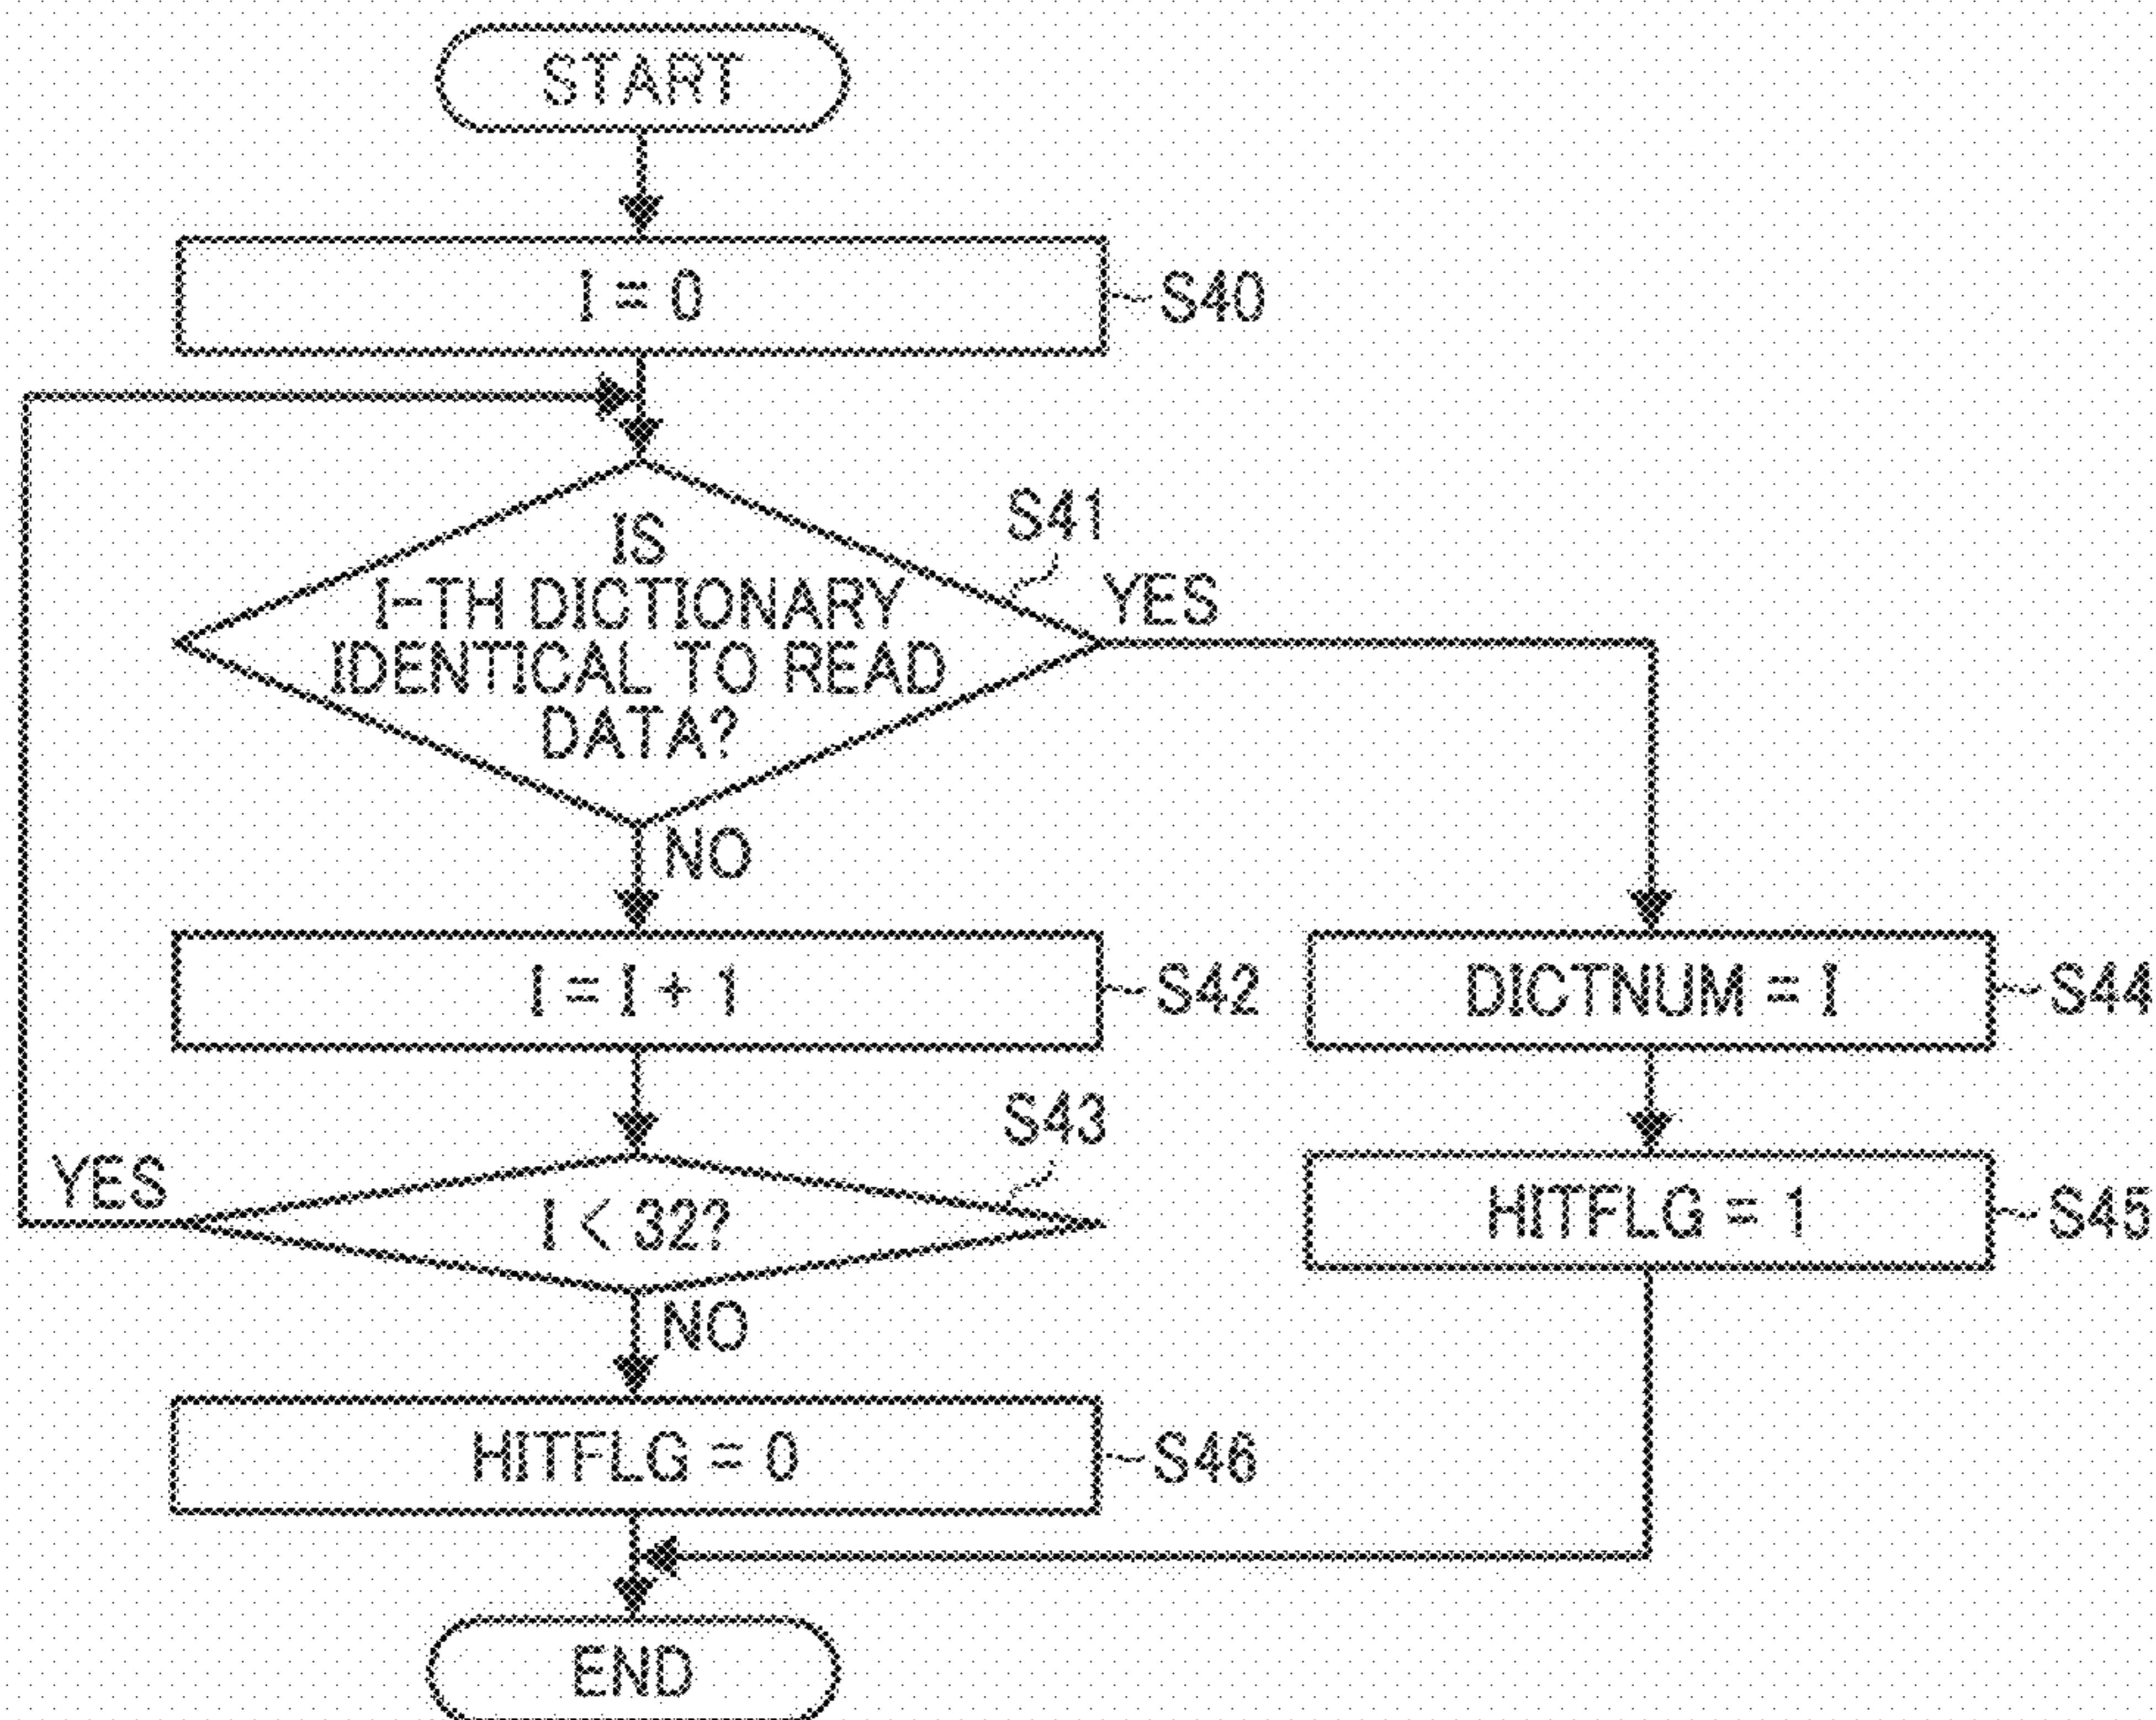 START
I = 0
S40
S41
IS
I-TH DICTIONARY
IDENTICAL TO READ
DATA?
YES
NO
I = I + 1
S42
DICTNUM = I
S44
S43
YES
I < 32?
HITFLG = 1
S45
NO
HITFLG = 0
S46
END